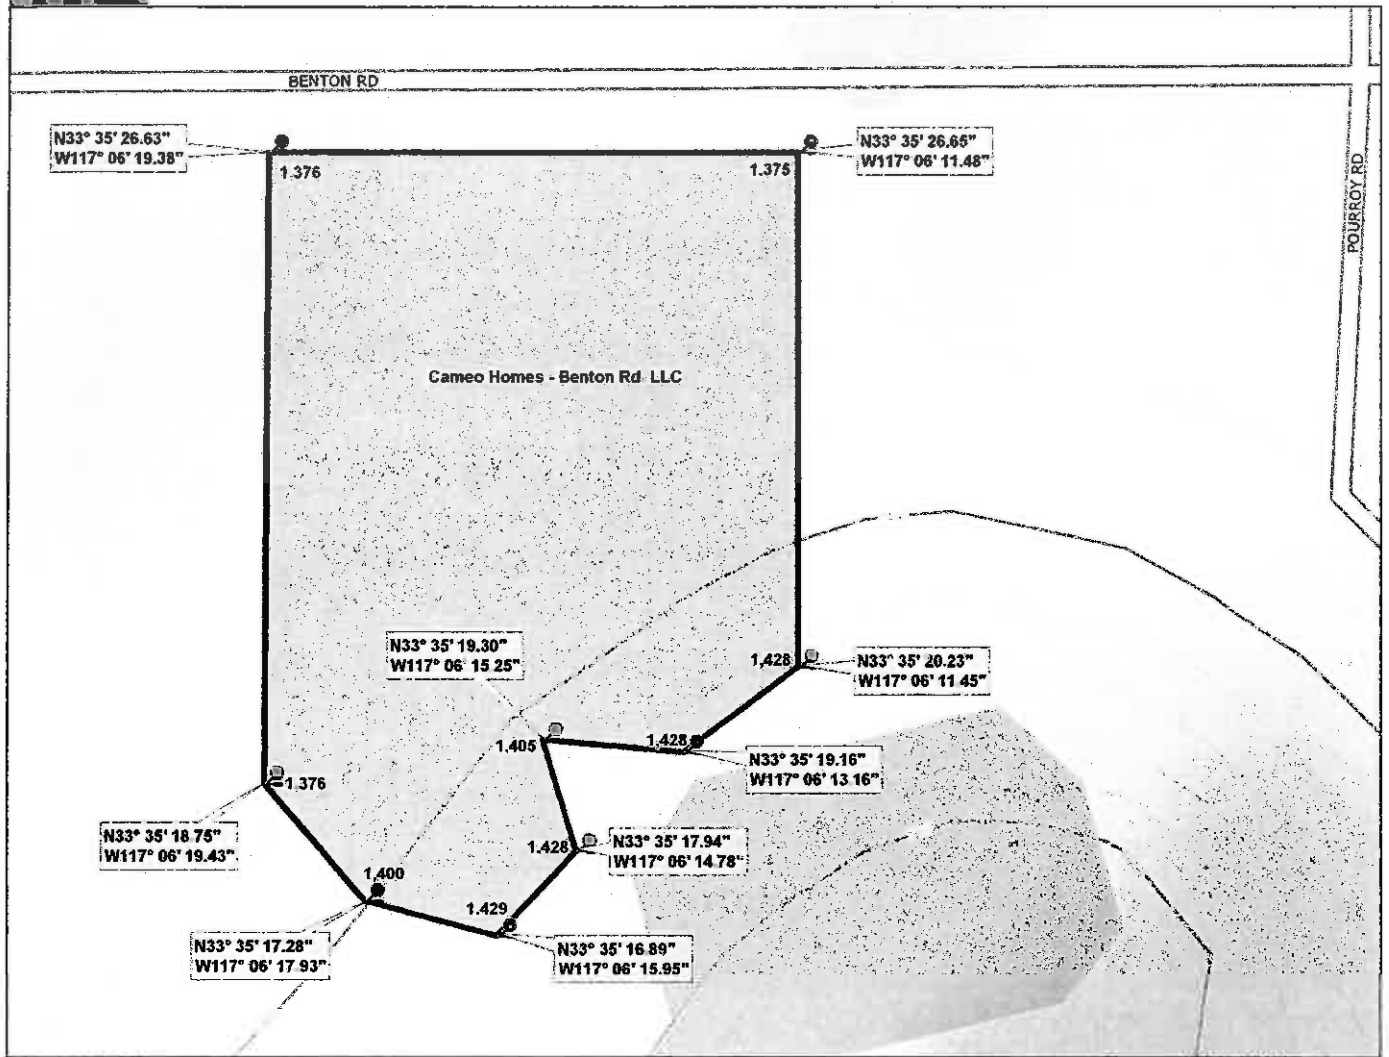 BENTON RD
N33° 35' 26.63"
W117° 06' 19.38"
1.376
1.375
N33° 35' 26.65"
W117° 06' 11.48"
POURROY RD
Cameo Homes - Benton Rd LLC
N33° 35' 19.30"
W117° 06' 15.25"
1,428
N33° 35' 20.23"
W117° 06' 11.45"
1.405
1,428
N33° 35' 19.16"
W117° 06' 13.16"
1.376
N33° 35' 18.75"
W117° 06' 19.43"
1.428
N33° 35' 17.94"
W117° 06' 14.78"
1,400
1.429
N33° 35' 17.28"
W117° 06' 17.93"
N33° 35' 16.89"
W117° 06' 15.95"